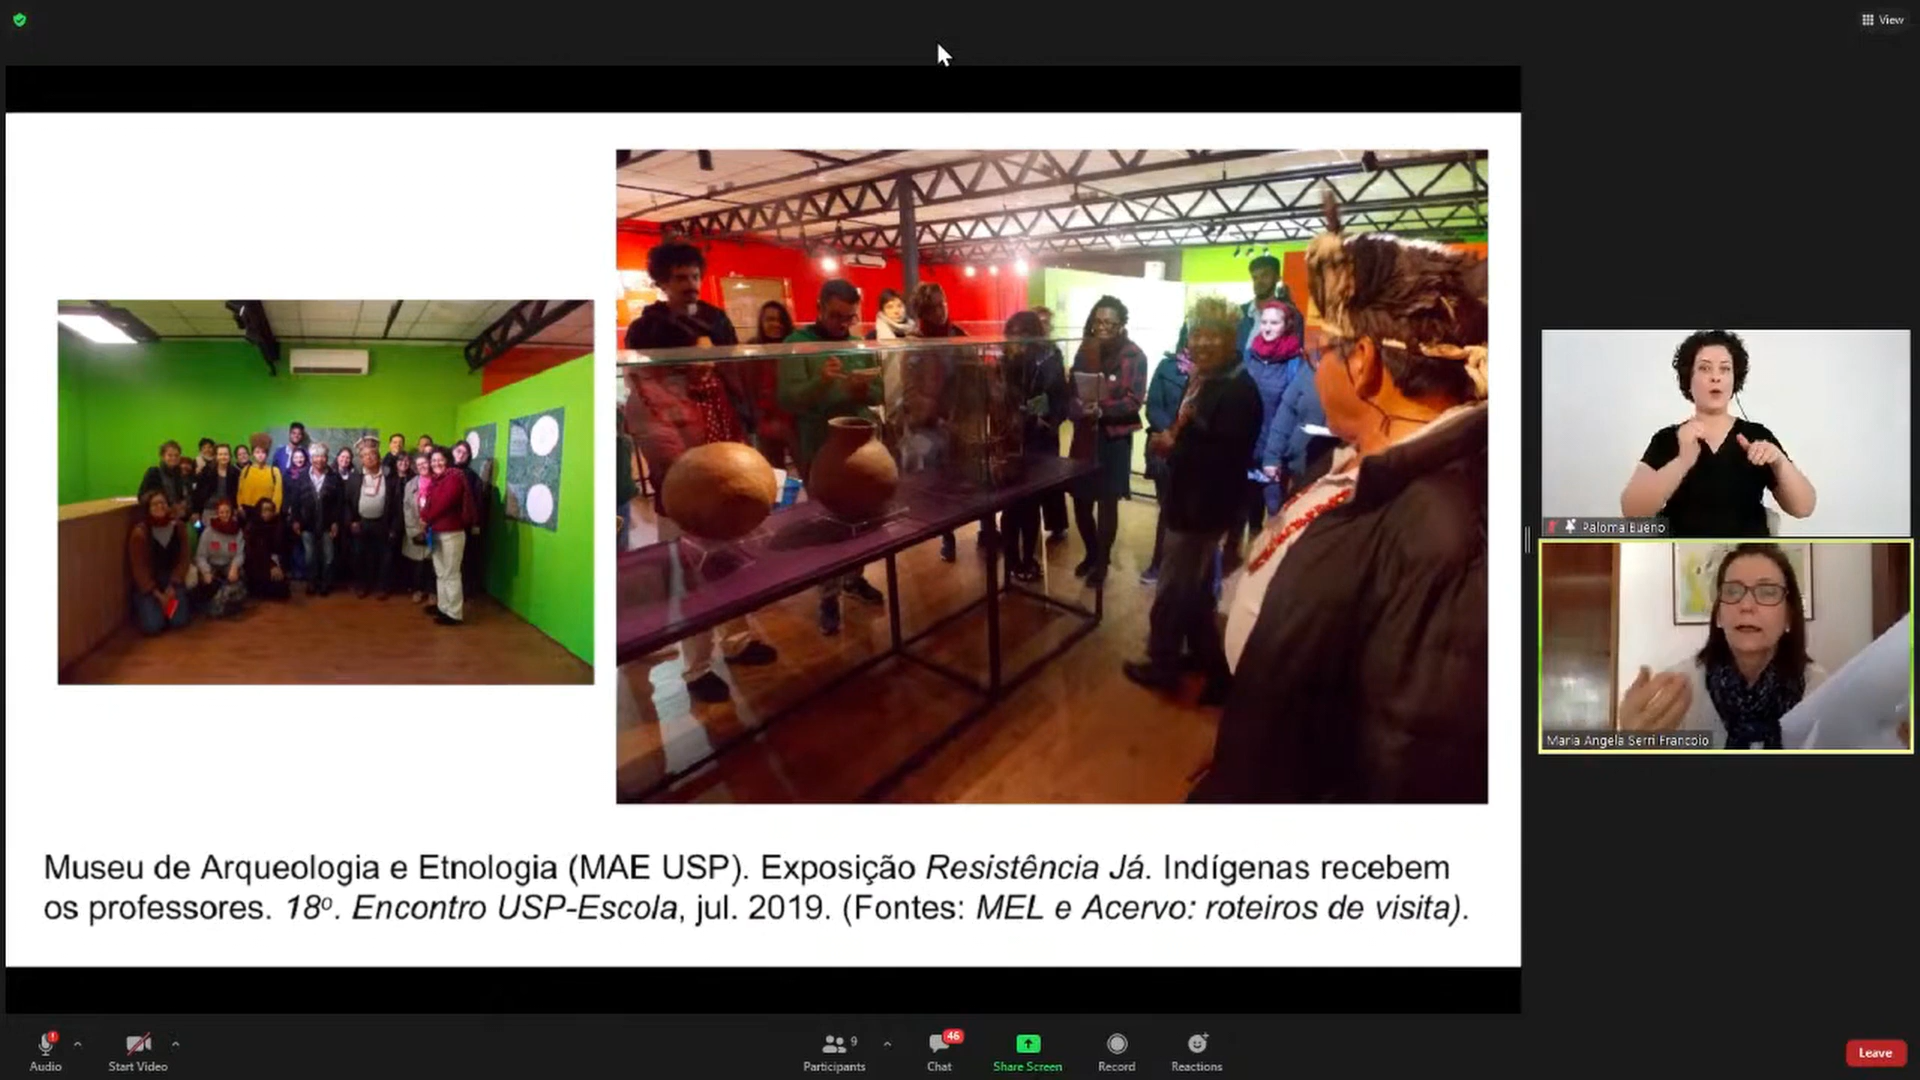 View
Paloma Bueno
Maria Angela Serri Francoio
Museu de Arqueologia e Etnologia (MAE USP). Exposição Resistência Já. Indígenas recebem
os professores. 18º. Encontro USP-Escola, jul. 2019. (Fontes: MEL e Acervo: roteiros de visita).
Audio
Start Video
9
Participants
46
Chat
Share Screen
Record
Reactions
Leave